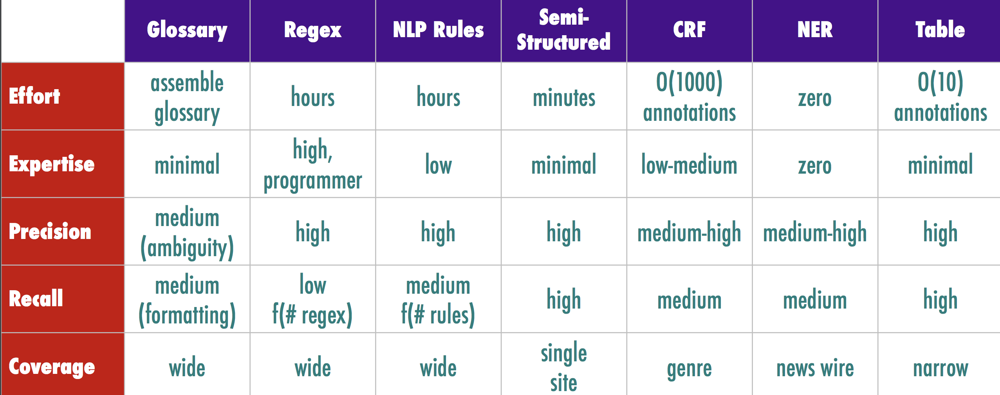 Glossary Regex NLP Rules Semi-
Structured CRF NER Table
Effort assemble
glossary hours hours minutes O(1000)
annotations zero O(10)
annotations
Expertise minimal high,
programmer low minimal low-medium zero minimal
Precision medium
(ambiguity) high high high medium-high medium-high high
Recall medium
(formatting) low
f(# regex) medium
f(# rules) high medium medium high
Coverage wide wide wide single
site genre news wire narrow